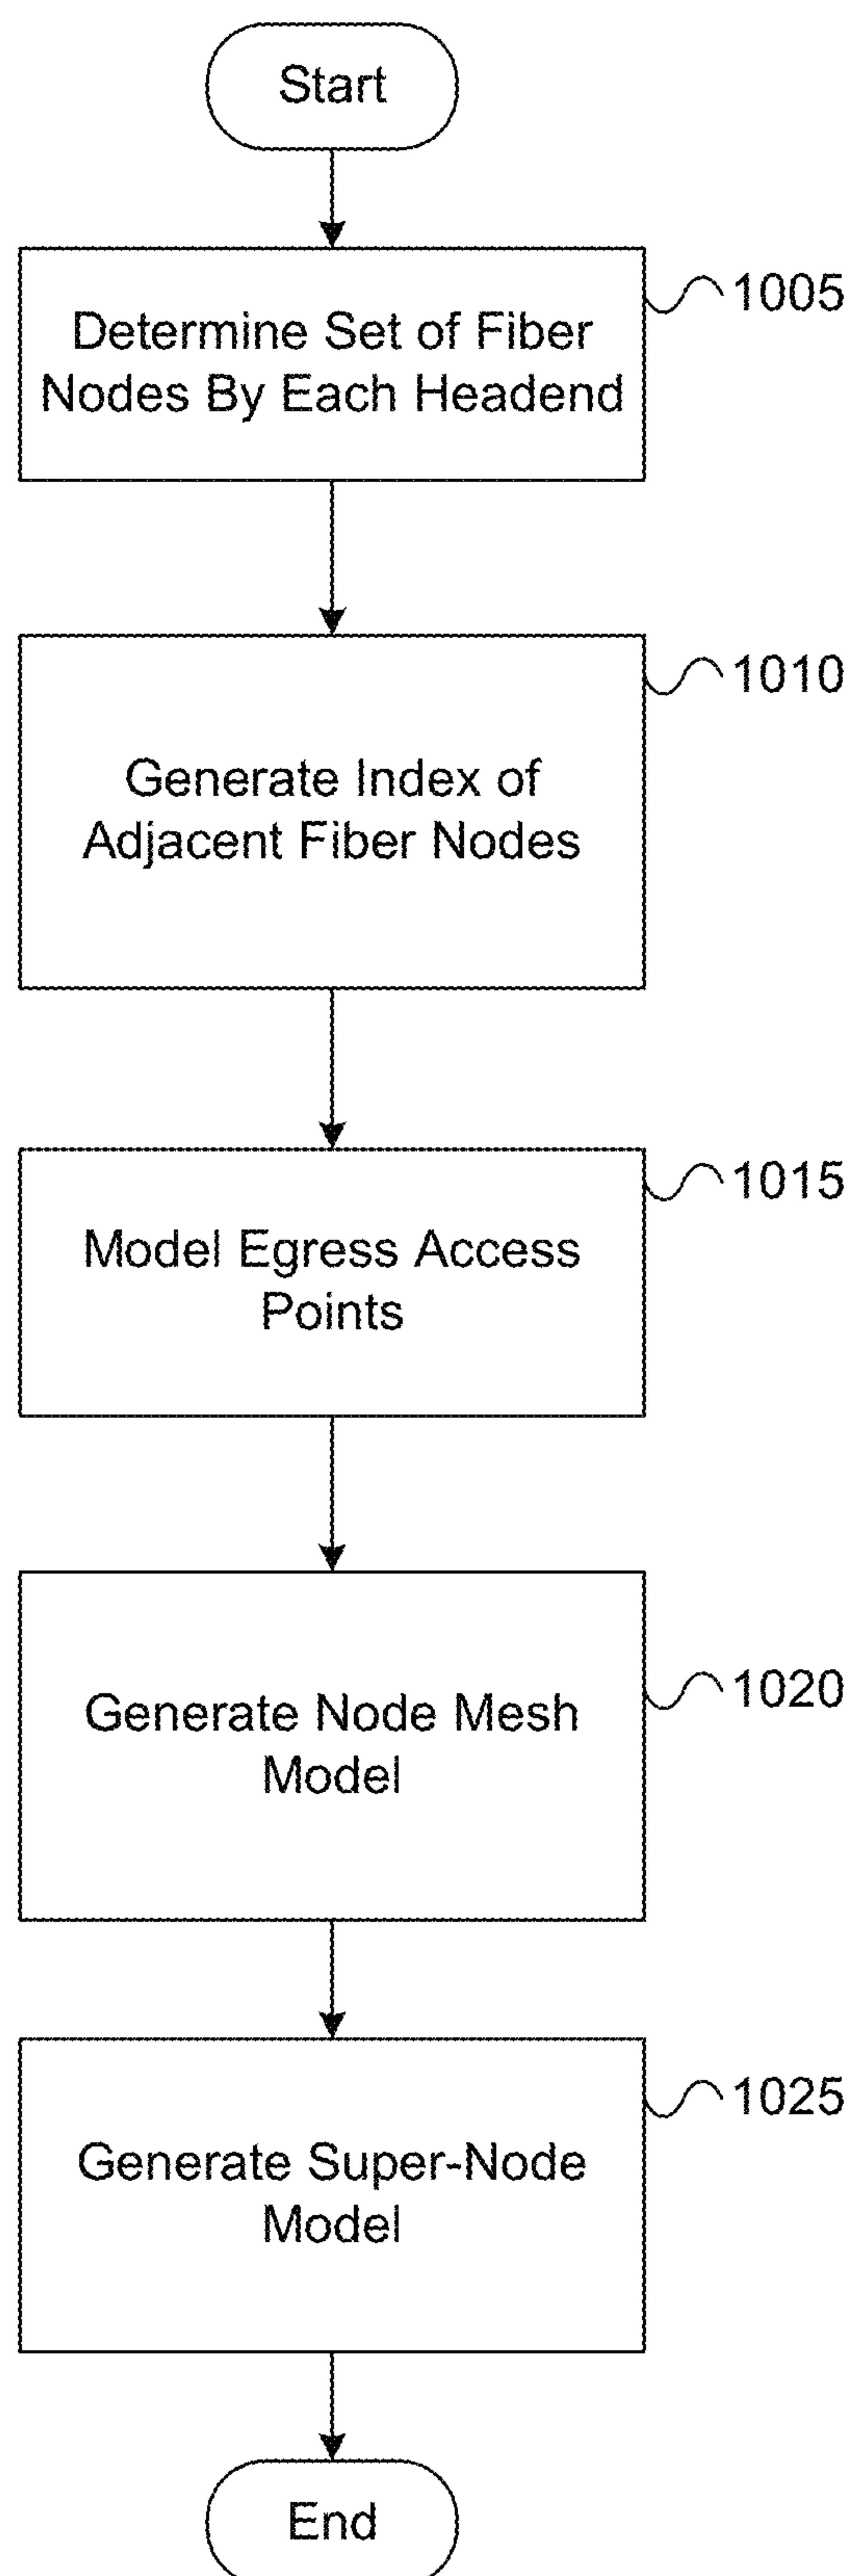 Start
1005
Determine Set of Fiber
Nodes By Each Headend
1010
Generate Index of
Adjacent Fiber Nodes
1015
Model Egress Access
Points
1020
Generate Node Mesh
Model
1025
Generate Super-Node
Model
End